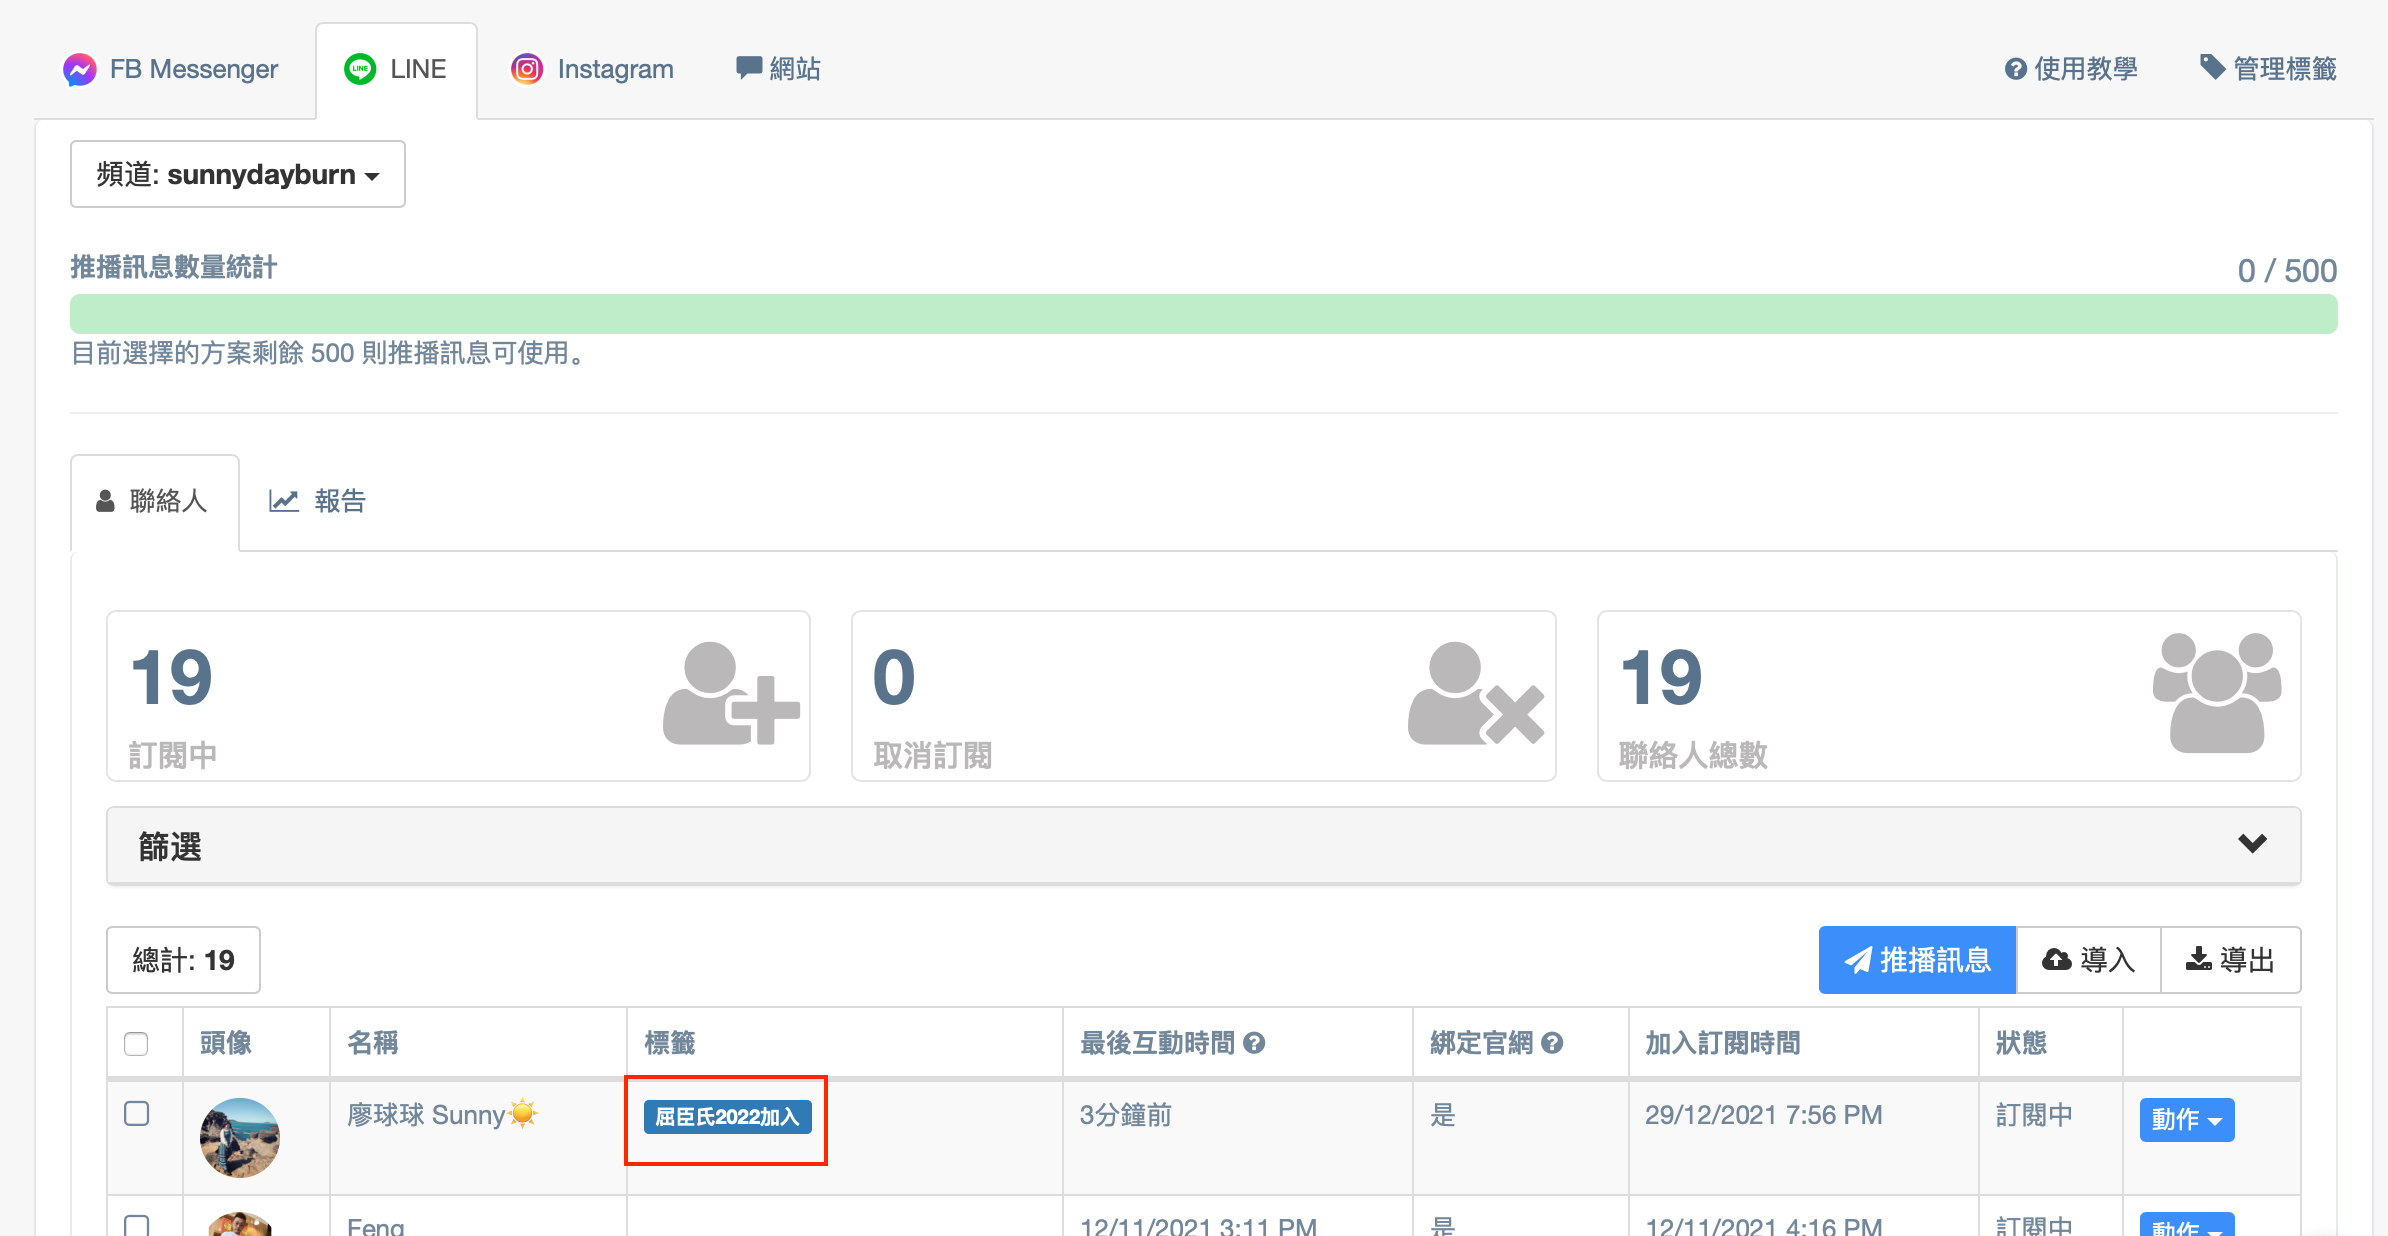 FB Messenger
LINE
Instagram
網站
使用教學
管理標籤
頻道: sunnydayburn
推播訊息數量統計
0 / 500
目前選擇的方案剩餘 500 則推播訊息可使用。
聯絡人
報告
19
訂閱中
0
取消訂閱
19
聯絡人總數
篩選
總計: 19
推播訊息
導入
導出
頭像
名稱
標籤
最後互動時間
綁定官網
加入訂閱時間
狀態
廖球球 Sunny☀️
屈臣氏2022加入
3分鐘前
是
29/12/2021 7:56 PM
訂閱中
動作
Feng
12/11/2021 3:11 PM
是
12/11/2021 4:16 PM
訂閱中
動作